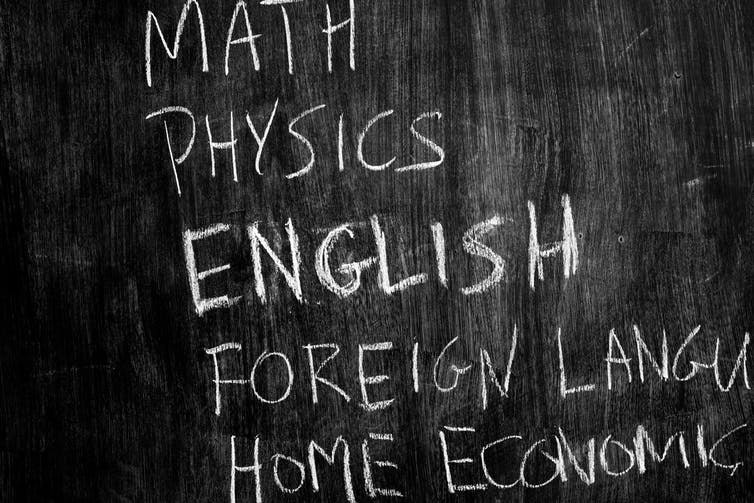 MATH
PHYSICS
ENGLISH
FOREIGN LANGU
HOME ECONOMIC